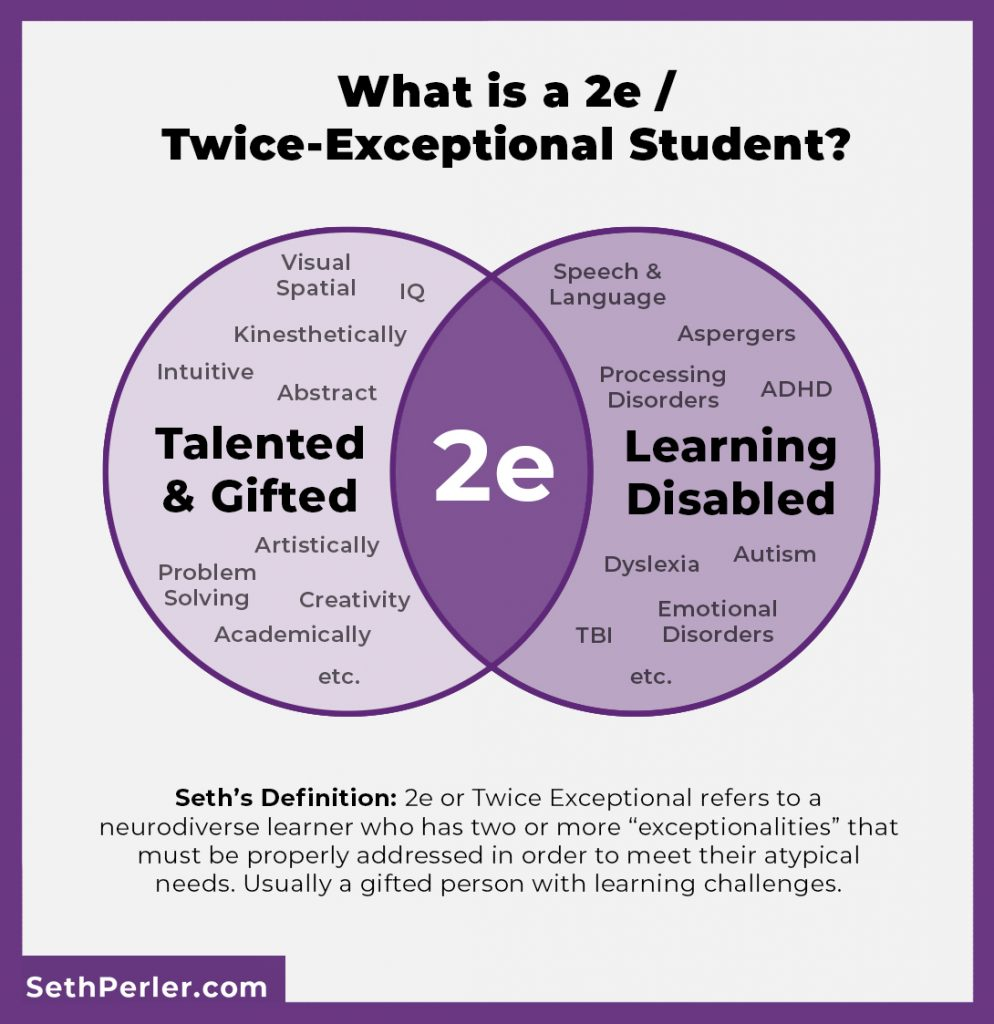 What is a 2e /
Twice-Exceptional Student?
Visual
Spatial
IQ
Kinesthetically
Intuitive
Abstract
Talented
& Gifted
Artistically
Problem
Solving
Creativity
Academically
etc.
2e
Speech &
Language
Aspergers
Processing
Disorders
ADHD
Learning
Disabled
Dyslexia
Autism
Emotional
Disorders
TBI
etc.
Seth’s Definition: 2e or Twice Exceptional refers to a
neurodiverse learner who has two or more “exceptionalities” that
must be properly addressed in order to meet their atypical
needs. Usually a gifted person with learning challenges.
SethPerler.com